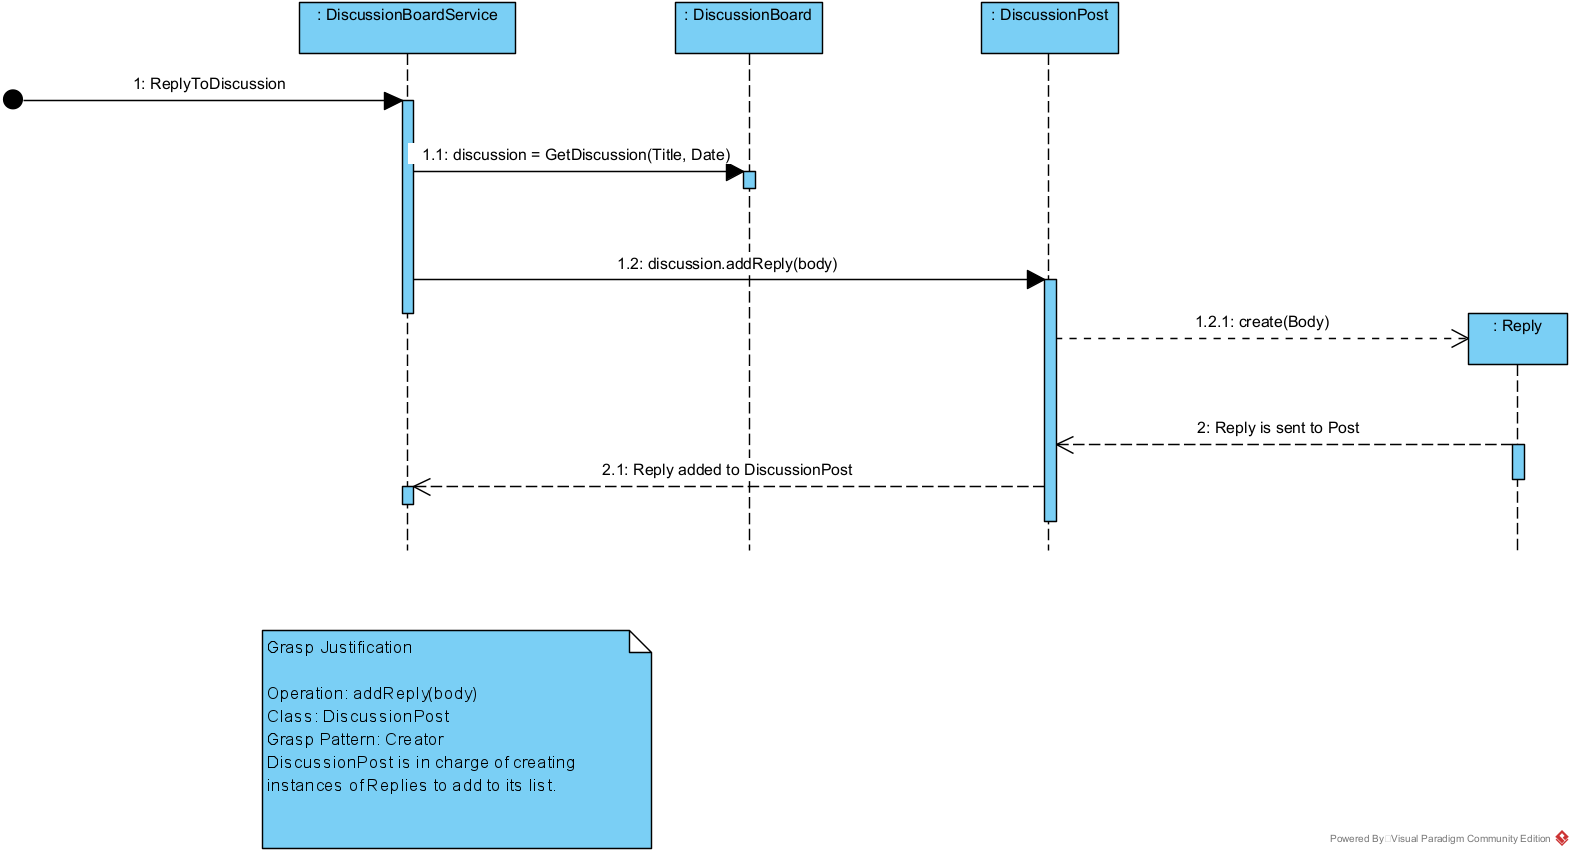 : DiscussionBoardService
: DiscussionBoard
: DiscussionPost
1: ReplyToDiscussion
1.1: discussion = GetDiscussion(Title, Date)
1.2: discussion.addReply(body)
1.2.1: create(Body)
: Reply
2: Reply is sent to Post
2.1: Reply added to DiscussionPost
Grasp Justification
Operation: addReply(body)
Class: DiscussionPost
Grasp Pattern: Creator
DiscussionPost is in charge of creating
instances of Replies to add to its list.
Powered By Visual Paradigm Community Edition